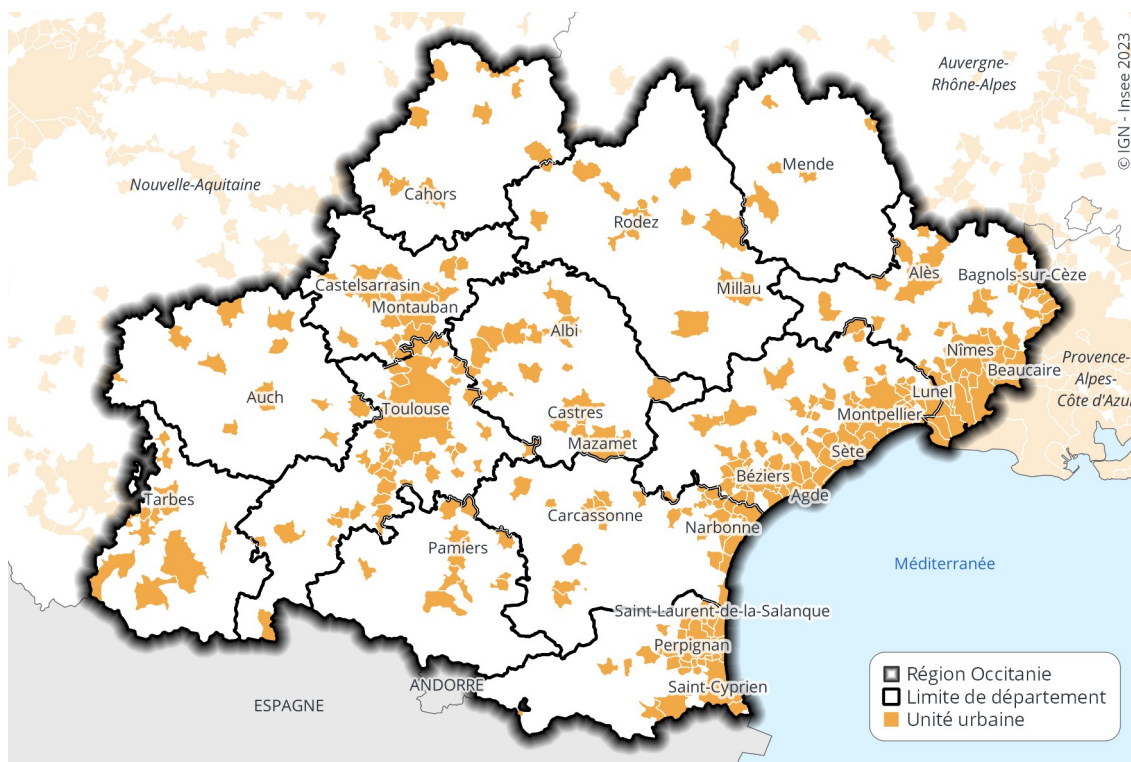 © IGN - Insee 2023
Auvergne-
Rhône-Alpes
Nouvelle-Aquitaine
Mende
Cahors
Rodez
Alès
Bagnols-sur-Cèze
Castelsarrasin
Montauban
Millau
Albi
Nîmes
Beaucaire
Provence-
Alpes-
Côte d'Azur
Auch
Toulouse
Lunel
Castres
Montpellier
Mazamet
Sète
Béziers
Agde
Tarbes
Carcassonne
Narbonne
Pamiers
Méditerranée
Saint-Laurent-de-la-Salanque
Perpignan
Saint-Cyprien
ANDORRE
ESPAGNE
Région Occitanie
Limite de département
Unité urbaine